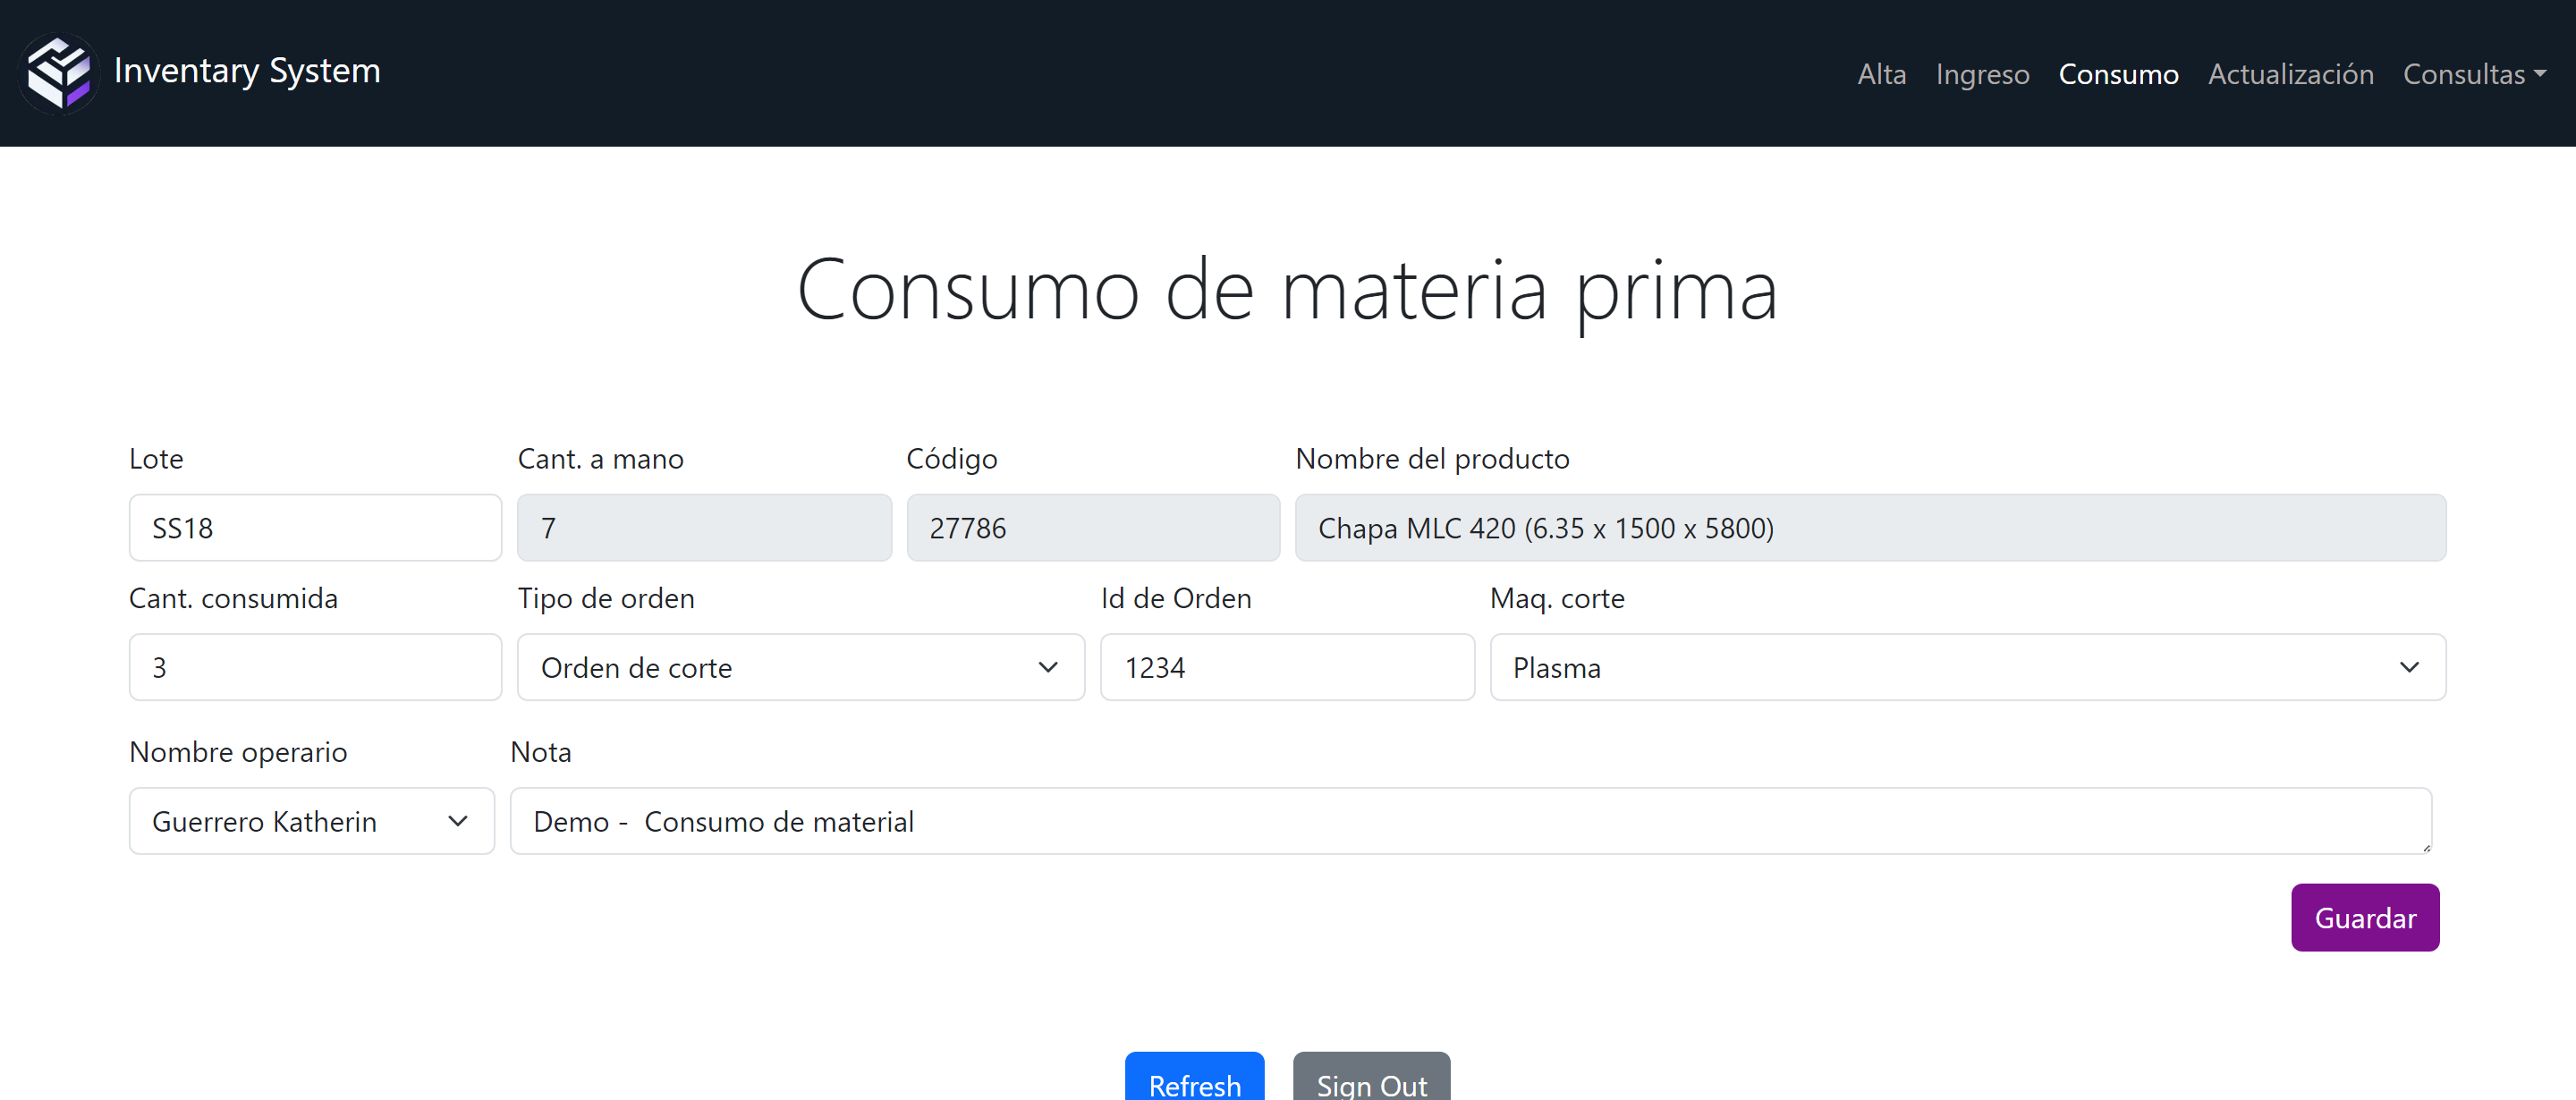 Inventary System
Alta Ingreso Consumo Actualización Consultas
Consumo de materia prima
Lote Cant. a mano Código Nombre del producto
SS18 7 27786 Chapa MLC 420 (6.35 x 1500 x 5800)
Cant. consumida Tipo de orden Id de Orden Maq. corte
3 Orden de corte 1234 Plasma
Nombre operario Nota
Guerrero Katherin Demo - Consumo de material
Guardar
Refresh Sign Out